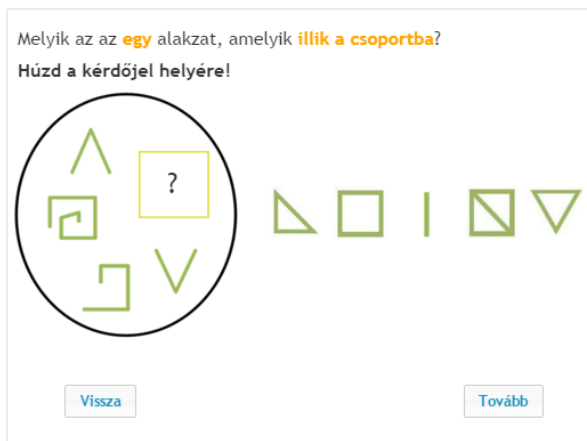 Melyik az az egy alakzat, amelyik illik a csoportba?
Húzd a kérdőjel helyére!
?
Vissza
Tovább